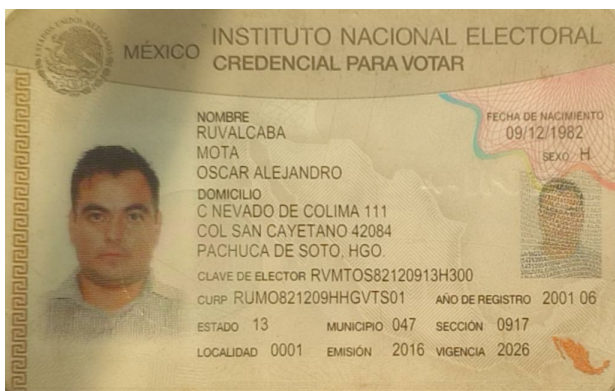 MÉXICO INSTITUTO NACIONAL ELECTORAL
CREDENCIAL PARA VOTAR
NOMBRE
RUVALCABA
MOTA
OSCAR ALEJANDRO
FECHA DE NACIMIENTO
09/12/1982
SEXO H
DOMICILIO
C NEVADO DE COLIMA 111
COL SAN CAYETANO 42084
PACHUCA DE SOTO, HGO.
CLAVE DE ELECTOR RVMTOS82120913H300
CURP RUMO821209HHGVTS01 AÑO DE REGISTRO 2001 06
ESTADO 13 MUNICIPIO 047 SECCIÓN 0917
LOCALIDAD 0001 EMISIÓN 2016 VIGENCIA 2026